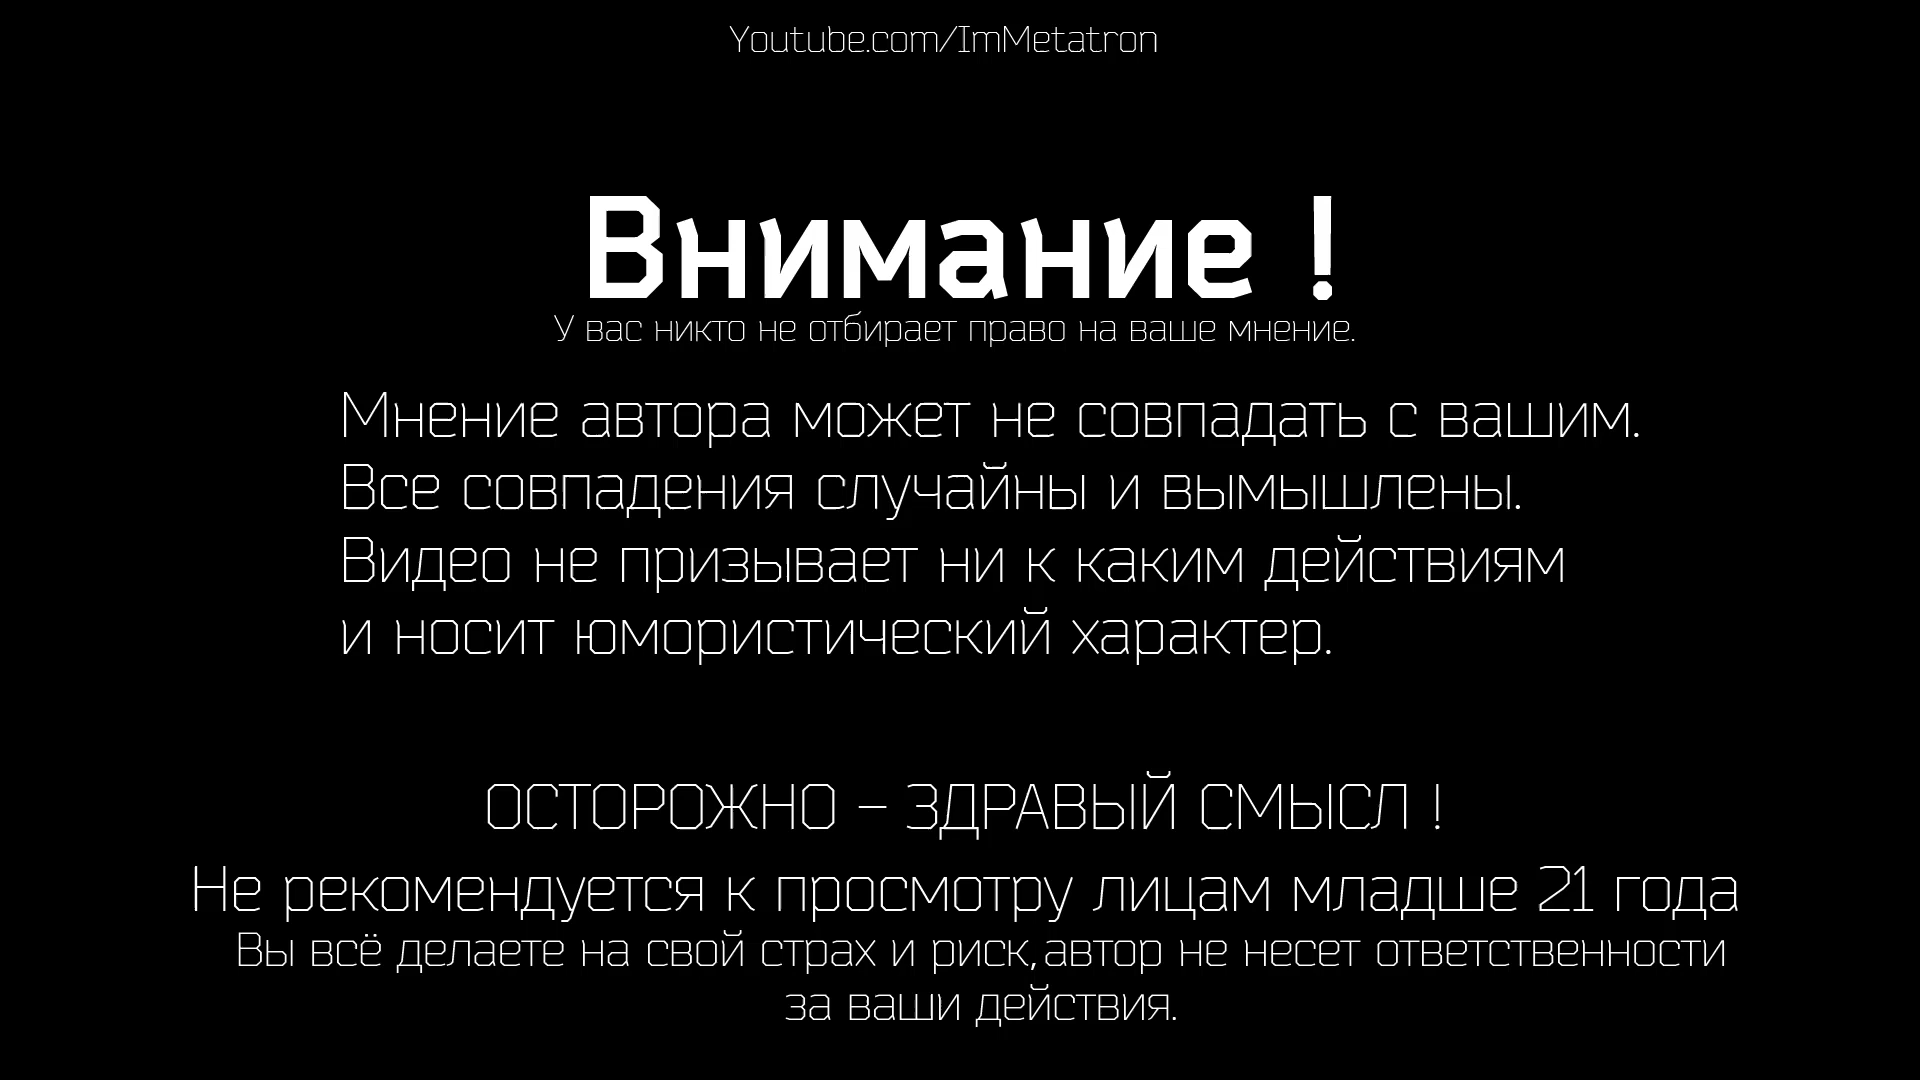 Youtube.com/ImMetatron
Внимание !
У вас никто не отбирает право на ваше мнение.
Мнение автора может не совпадать с вашим.
Все совпадения случайны и вымышлены.
Видео не призывает ни к каким действиям
и носит юмористический характер.
ОСТОРОЖНО - ЗДРАВЫЙ СМЫСЛ !
Не рекомендуется к просмотру лицам младше 21 года
Вы всё делаете на свой страх и риск,автор не несет ответственности
за ваши действия.